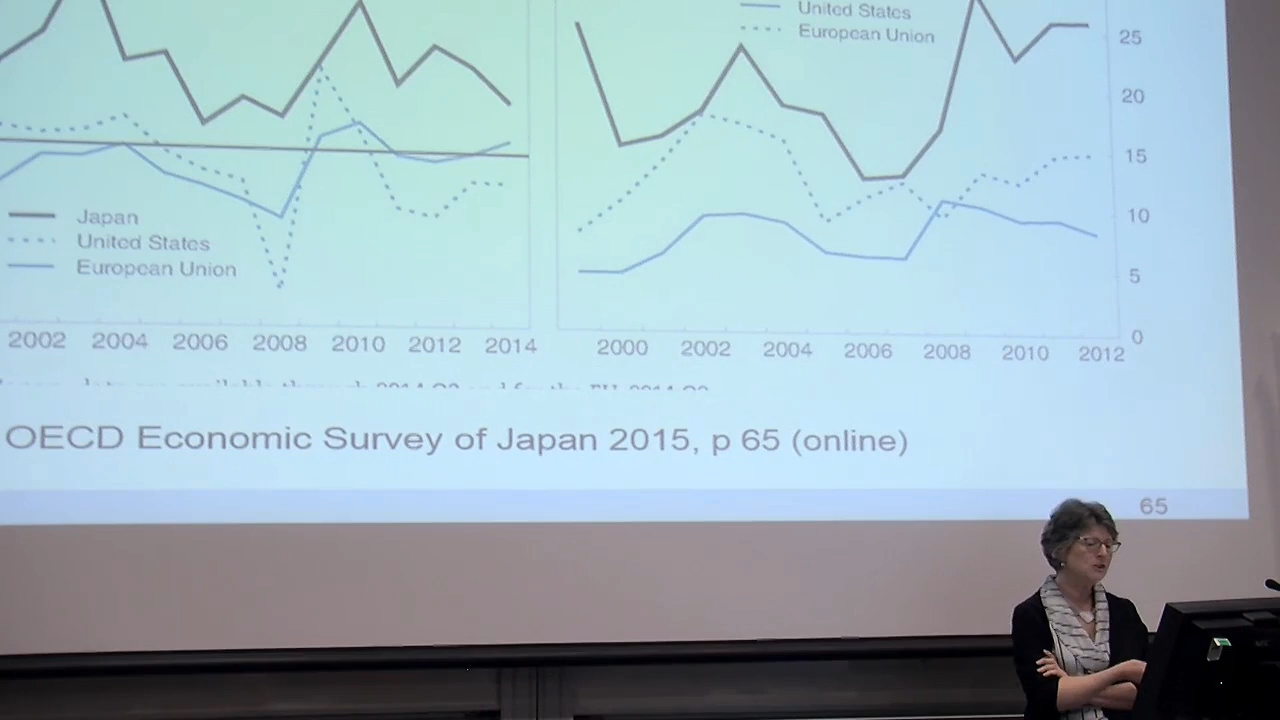 United States
European Union
25
20
15
10
5
0
Japan
United States
European Union
2002 2004 2006 2008 2010 2012 2014
2000 2002 2004 2006 2008 2010 2012
OECD Economic Survey of Japan 2015, p 65 (online)
65